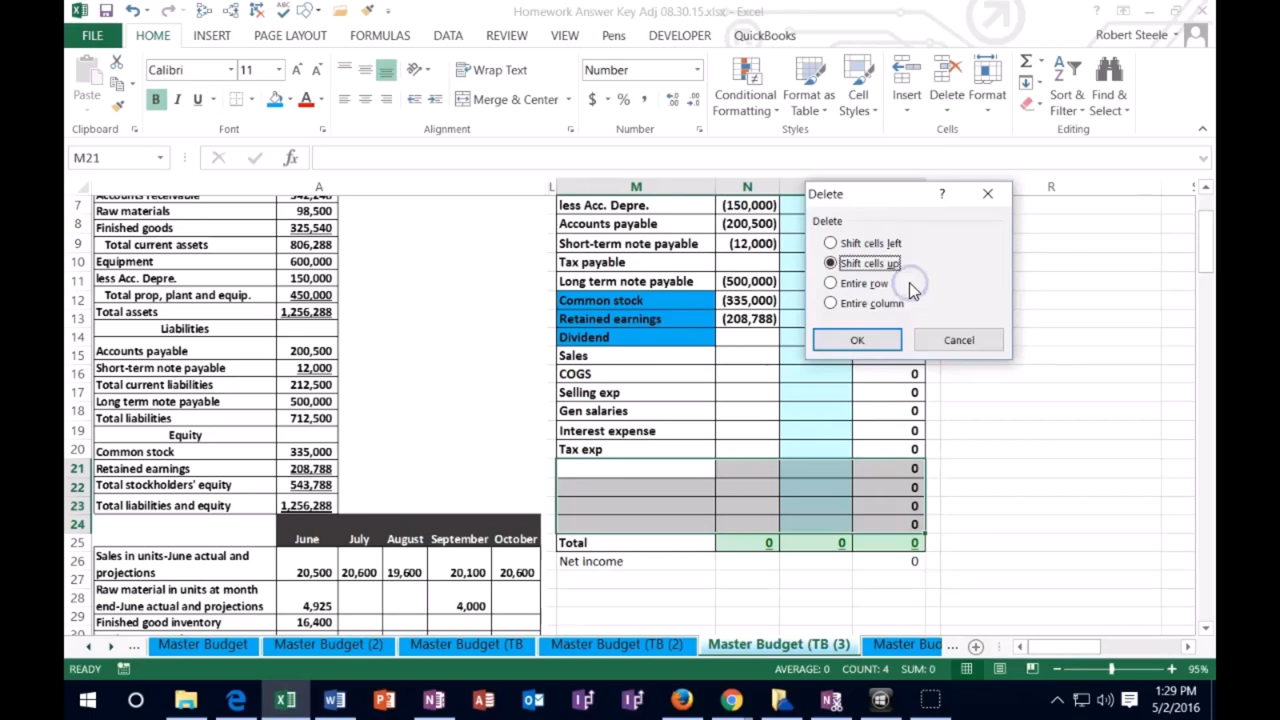 Homework Answer Key Adj 08.30.15.xlsx - Excel
FILE HOME INSERT PAGE LAYOUT FORMULAS DATA REVIEW VIEW Pens DEVELOPER QuickBooks Robert Steele
Paste Calibri 11 Wrap Text Number Conditional Formatting Format as Table Cell Styles Insert Delete Format Sort & Filter Find & Select
B I U Merge & Center $ % ,
Clipboard Font Alignment Number Styles Cells Editing
M21 fx
A L M N R
7 Accounts receivable 342,248 less Acc. Depre. (150,000)
8 Raw materials 98,500 Accounts payable (200,500)
9 Finished goods 325,540 Short-term note payable (12,000)
10 Total current assets 806,288 Tax payable
11 Equipment 600,000 Long term note payable (500,000)
12 less Acc. Depre. 150,000 Common stock (335,000)
13 Total prop, plant and equip. 450,000 Retained earnings (208,788)
14 Total assets 1,256,288 Dividend
15 Liabilities Sales
16 Accounts payable 200,500 COGS 0
17 Short-term note payable 12,000 Selling exp 0
18 Total current liabilities 212,500 Gen salaries 0
19 Long term note payable 500,000 Interest expense 0
20 Total liabilities 712,500 Tax exp 0
21 Equity 0
22 Common stock 335,000 0
23 Retained earnings 208,788 0
24 Total stockholders' equity 543,788 0
25 Total liabilities and equity 1,256,288 Total 0 0 0
26 June July August September October Net income 0
27 Sales in units-June actual and
projections 20,500 20,600 19,600 20,100 20,600
28 Raw material in units at month
end-June actual and projections 4,925 4,000
29 Finished good inventory 16,400
30
Delete ?
Delete
Shift cells left
Shift cells up
Entire row
Entire column
OK Cancel
... Master Budget Master Budget (2) Master Budget (TB Master Budget (TB (2) Master Budget (TB (3) Master Bud ...
READY AVERAGE: 0 COUNT: 4 SUM: 0 95%
1:29 PM
5/2/2016